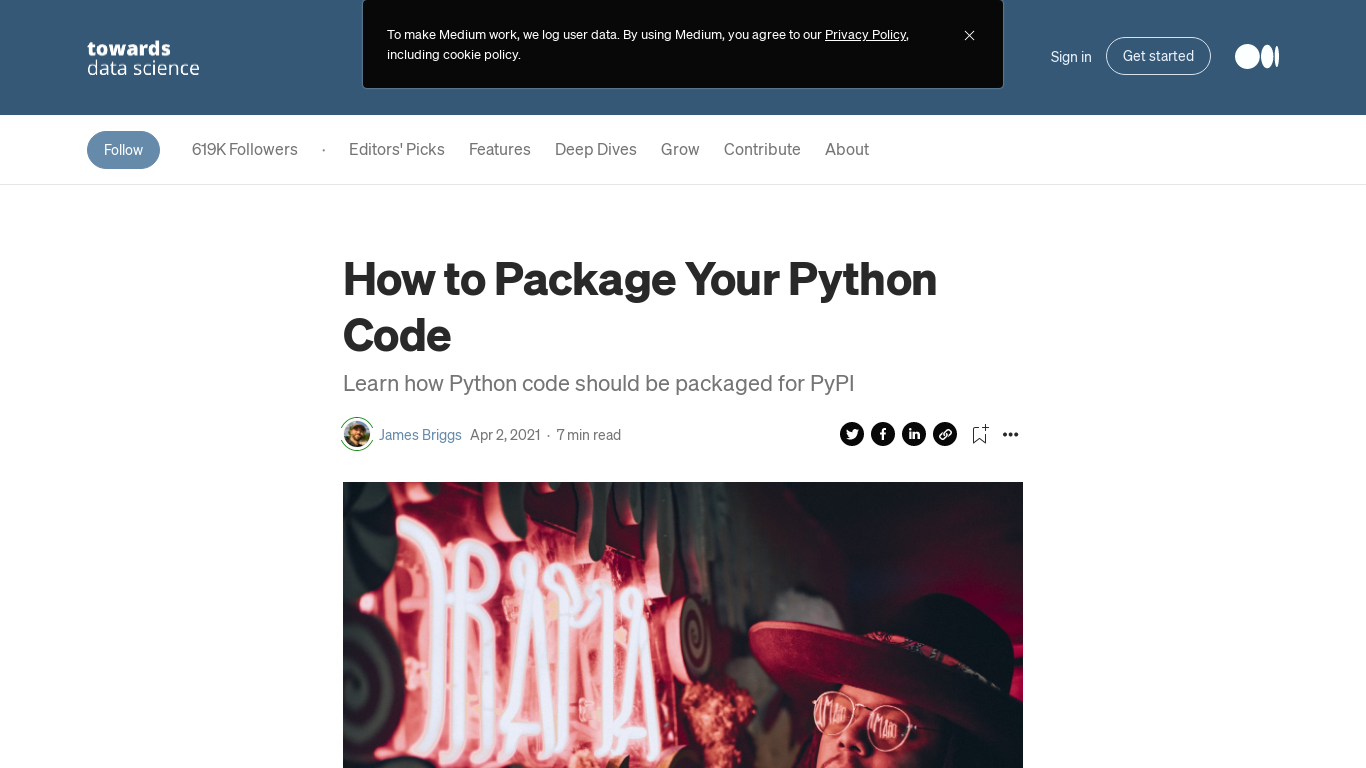 To make Medium work, we log user data. By using Medium, you agree to our Privacy Policy,
including cookie policy.
towards
data science
Sign in
Get started
Follow
619K Followers
·
Editors' Picks
Features
Deep Dives
Grow
Contribute
About
How to Package Your Python
Code
Learn how Python code should be packaged for PyPI
James Briggs
Apr 2, 2021 · 7 min read